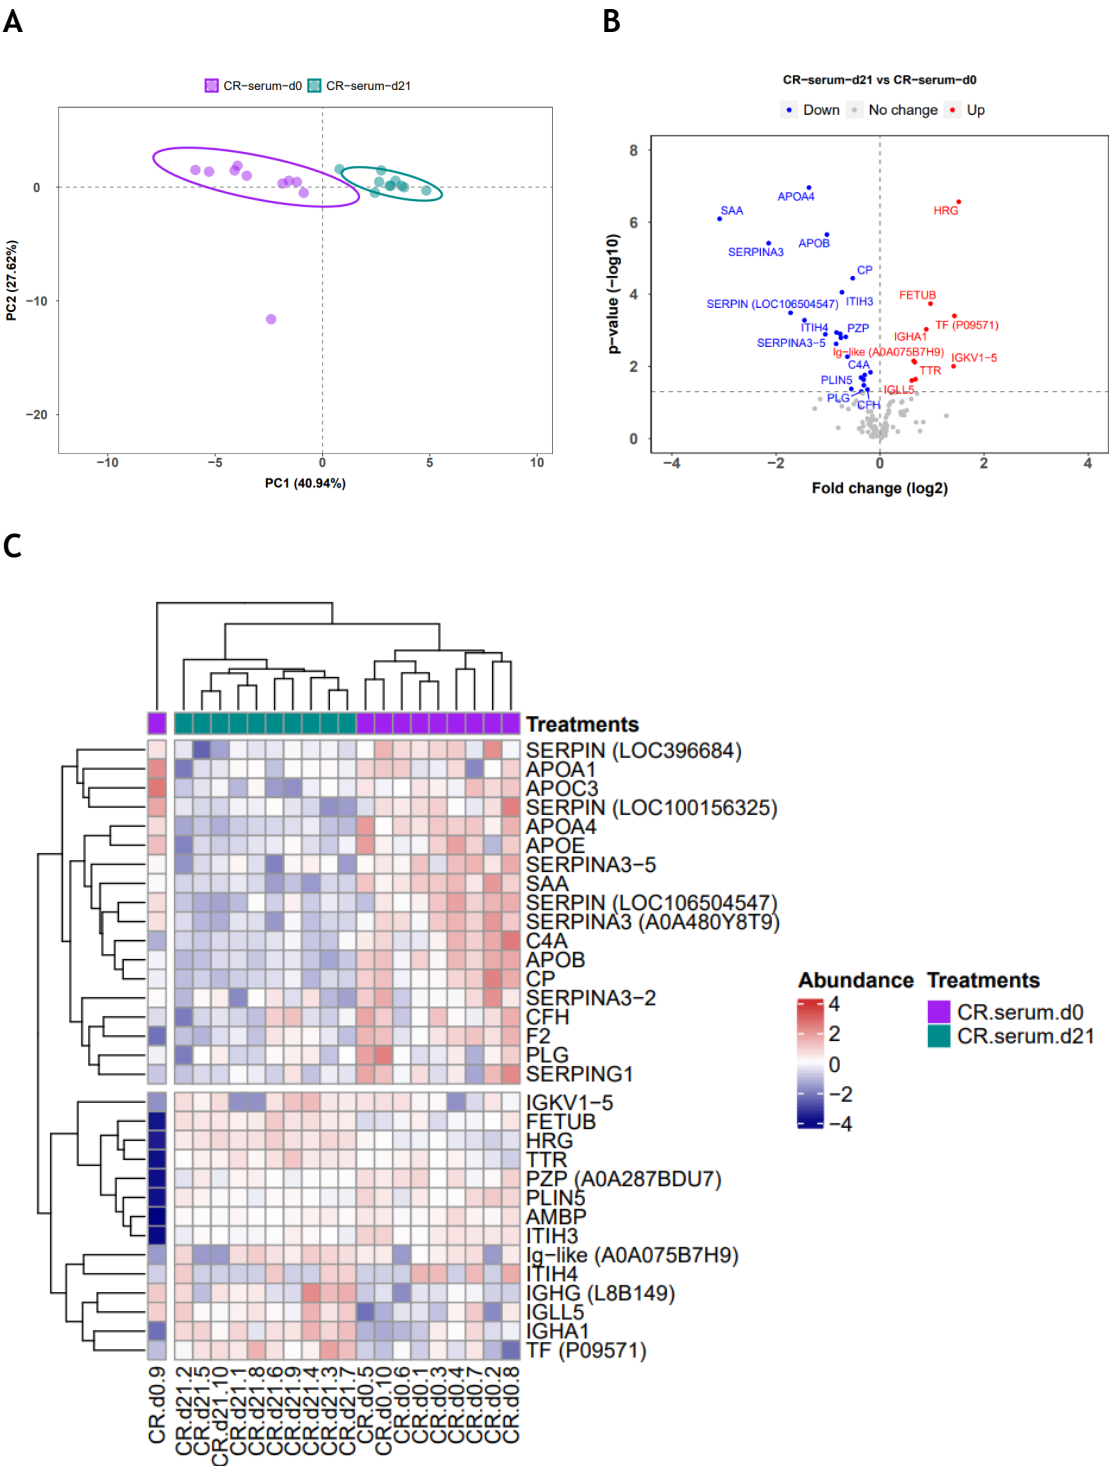 A
CR−serum−d0 CR−serum−d21
PC2 (27.62%)
0
−10
−20
−10 −5 0 5 10
PC1 (40.94%)
B
CR−serum−d21 vs CR−serum−d0
Down No change Up
p−value (−log10)
8
6
4
2
0
APOA4
SAA
HRG
SERPINA3
APOB
CP
ITIH3
FETUB
SERPIN (LOC106504547)
TF (P09571)
ITIH4
PZP
IGHA1
SERPINA3−5
Ig−like (A0A075B7H9)
IGKV1−5
C4A
TTR
PLIN5
IGLL5
PLG
CFH
−4 −2 0 2 4
Fold change (log2)
C
Treatments
SERPIN (LOC396684)
APOA1
APOC3
SERPIN (LOC100156325)
APOA4
APOE
SERPINA3−5
SAA
SERPIN (LOC106504547)
SERPINA3 (A0A480Y8T9)
C4A
APOB
CP
SERPINA3−2
CFH
F2
PLG
SERPING1
IGKV1−5
FETUB
HRG
TTR
PZP (A0A287BDU7)
PLIN5
AMBP
ITIH3
Ig−like (A0A075B7H9)
ITIH4
IGHG (L8B149)
IGLL5
IGHA1
TF (P09571)
CR.d0.9
CR.d21.2
CR.d21.5
CR.d21.10
CR.d21.1
CR.d21.8
CR.d21.6
CR.d21.9
CR.d21.4
CR.d21.3
CR.d21.7
CR.d0.5
CR.d0.10
CR.d0.6
CR.d0.1
CR.d0.3
CR.d0.4
CR.d0.7
CR.d0.2
CR.d0.8
Abundance
4
2
0
−2
−4
Treatments
CR.serum.d0
CR.serum.d21